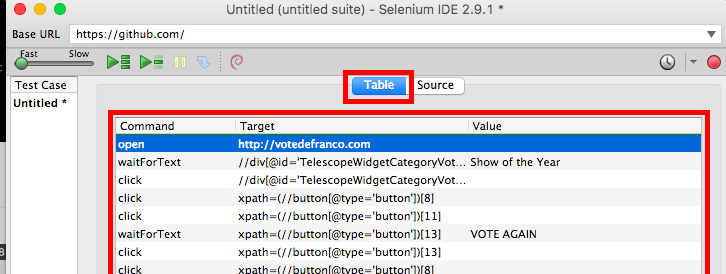 Untitled (untitled suite) - Selenium IDE 2.9.1 *
Base URL https://github.com/
Fast Slow
Test Case
Untitled *
Table Source
Command Target Value
open http://votedefranco.com
waitForText //div[@id='TelescopeWidgetCategoryVot... Show of the Year
click //div[@id='TelescopeWidgetCategoryVot...
click xpath=(//button[@type='button'])[8]
click xpath=(//button[@type='button'])[11]
waitForText xpath=(//button[@type='button'])[13] VOTE AGAIN
click xpath=(//button[@type='button'])[13]
click xpath=(//button[@type='button'])[8]